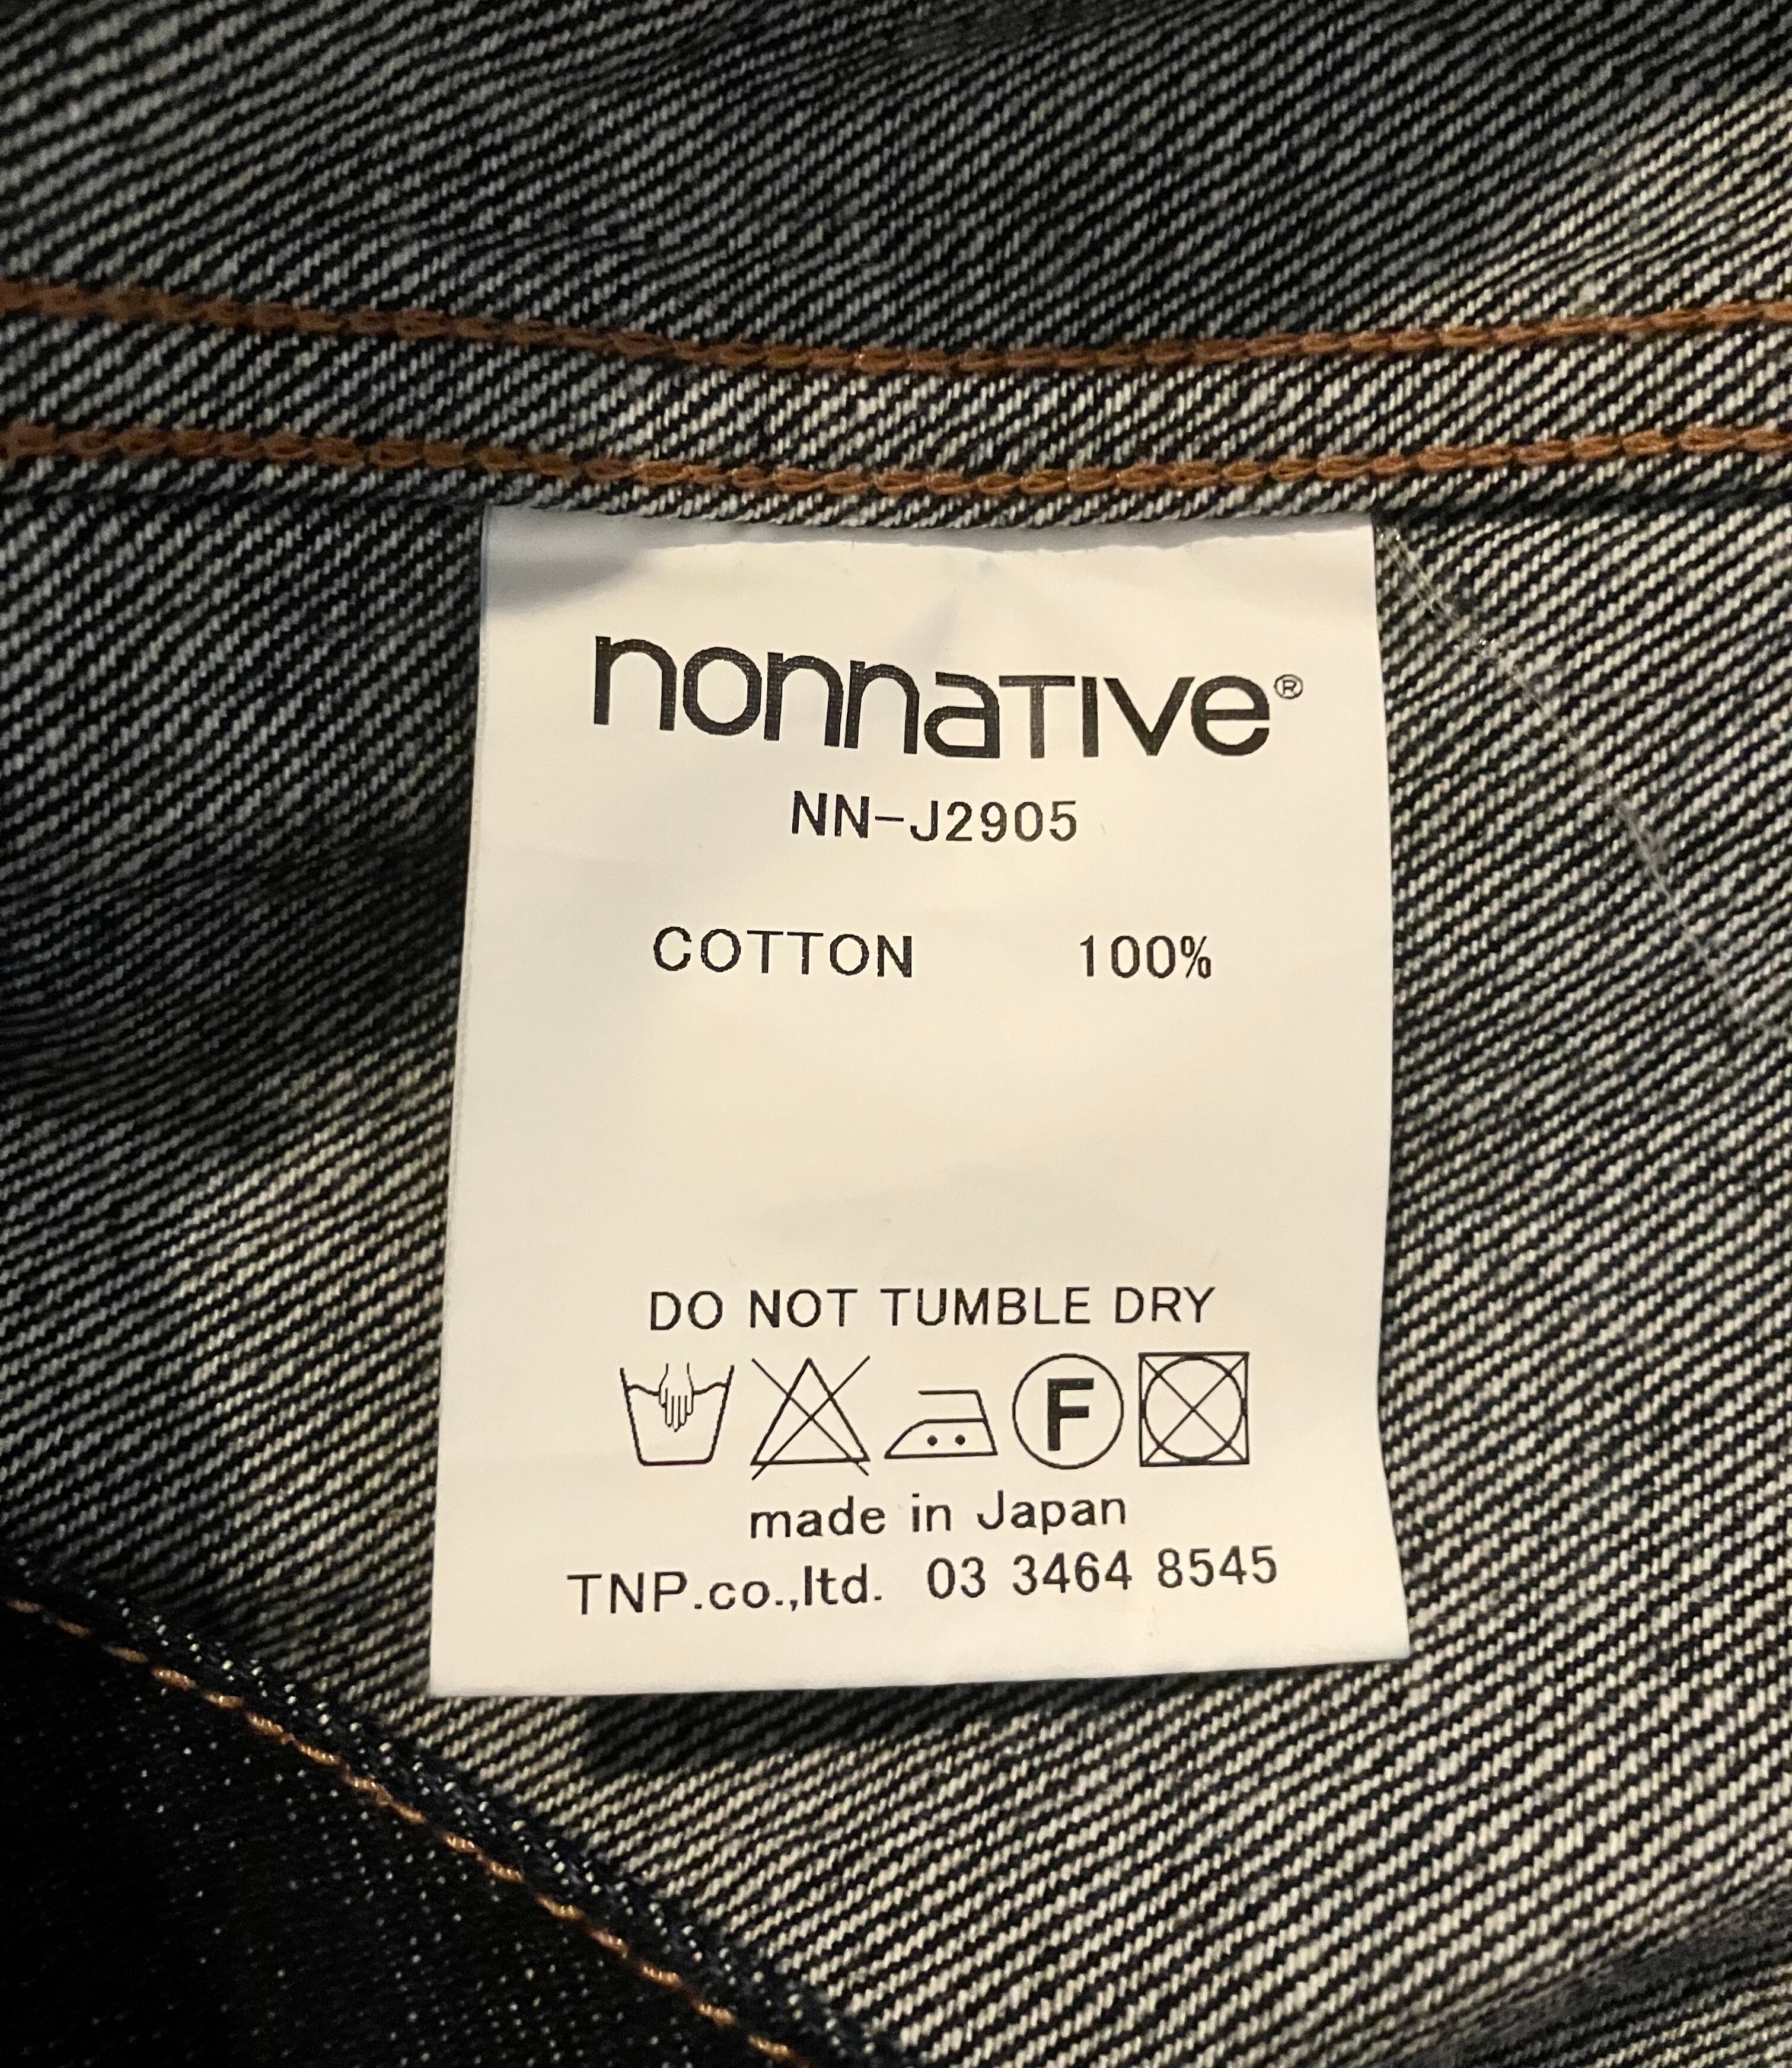 nonnative®
NN-J2905
COTTON 100%
DO NOT TUMBLE DRY
F
made in Japan
TNP.co.,ltd. 03 3464 8545